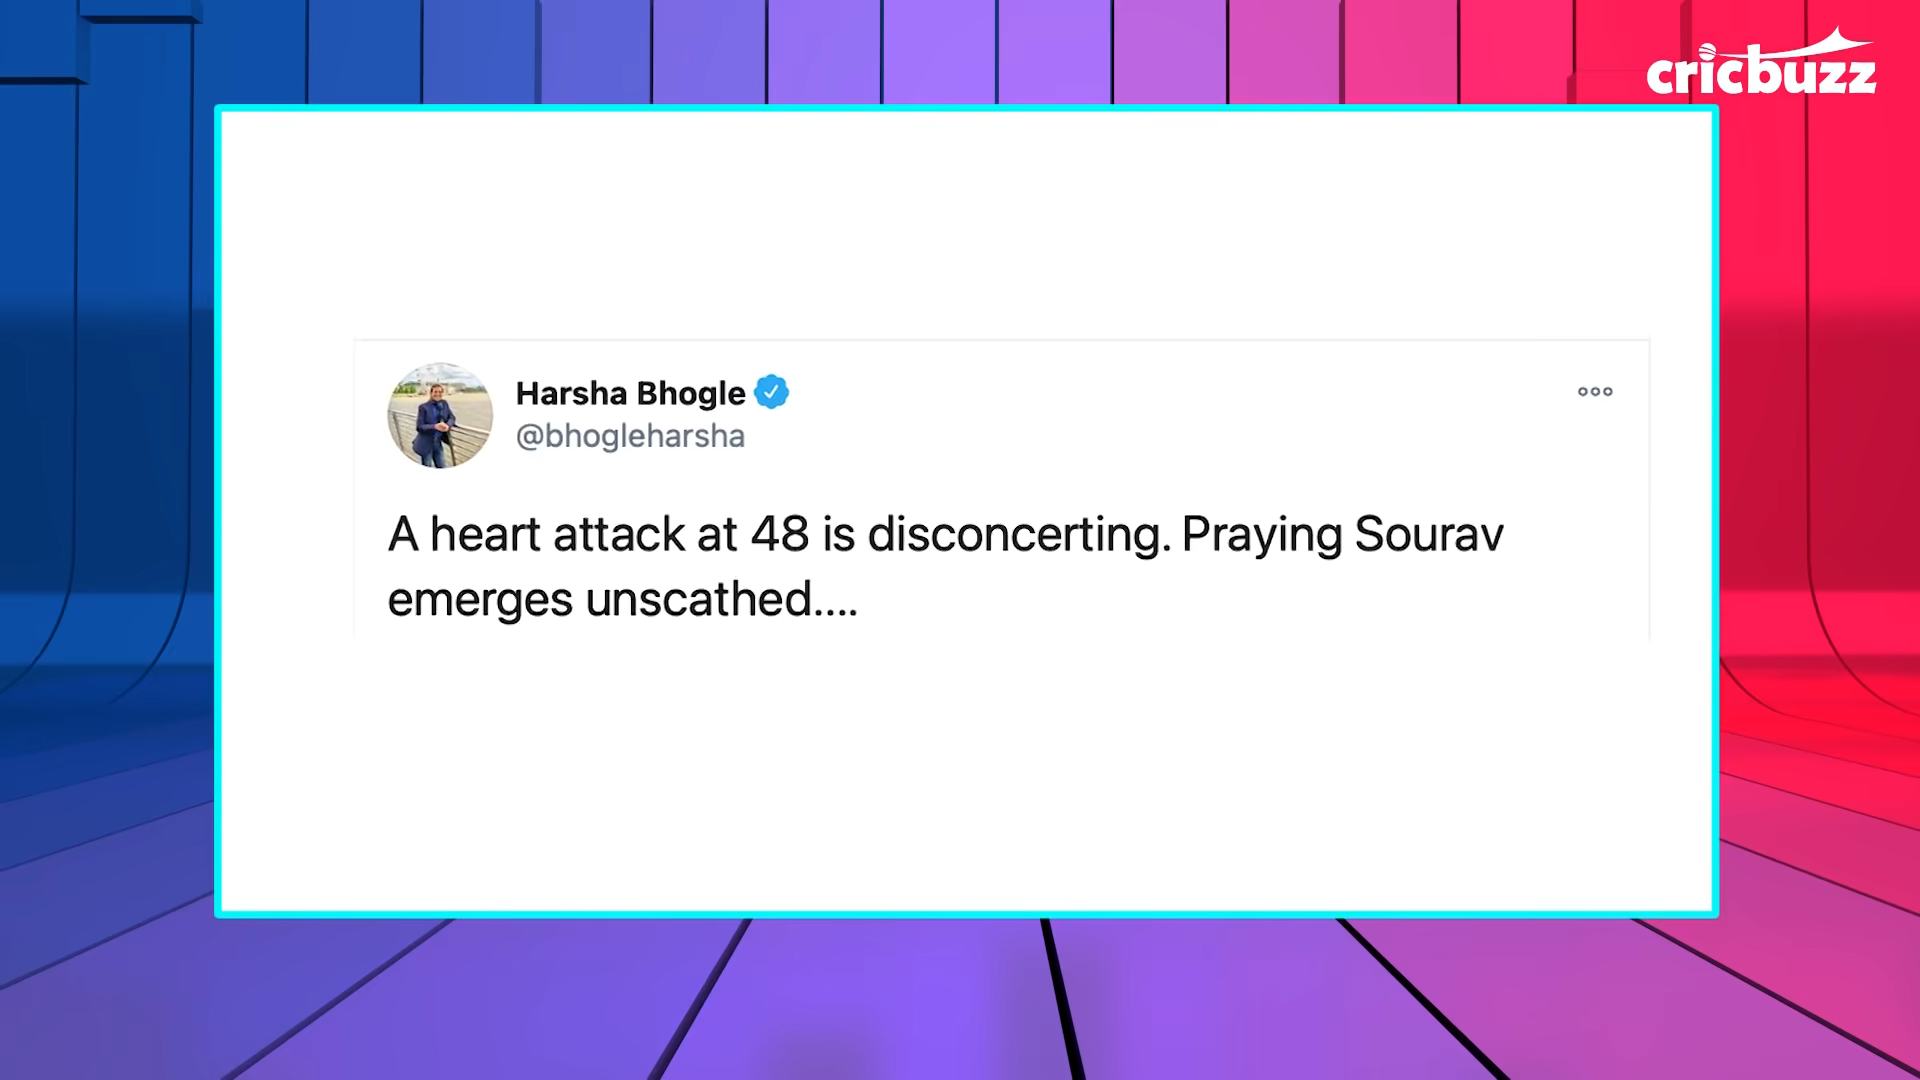 cricbuzz
Harsha Bhogle
@bhogleharsha
A heart attack at 48 is disconcerting. Praying Sourav
emerges unscathed....